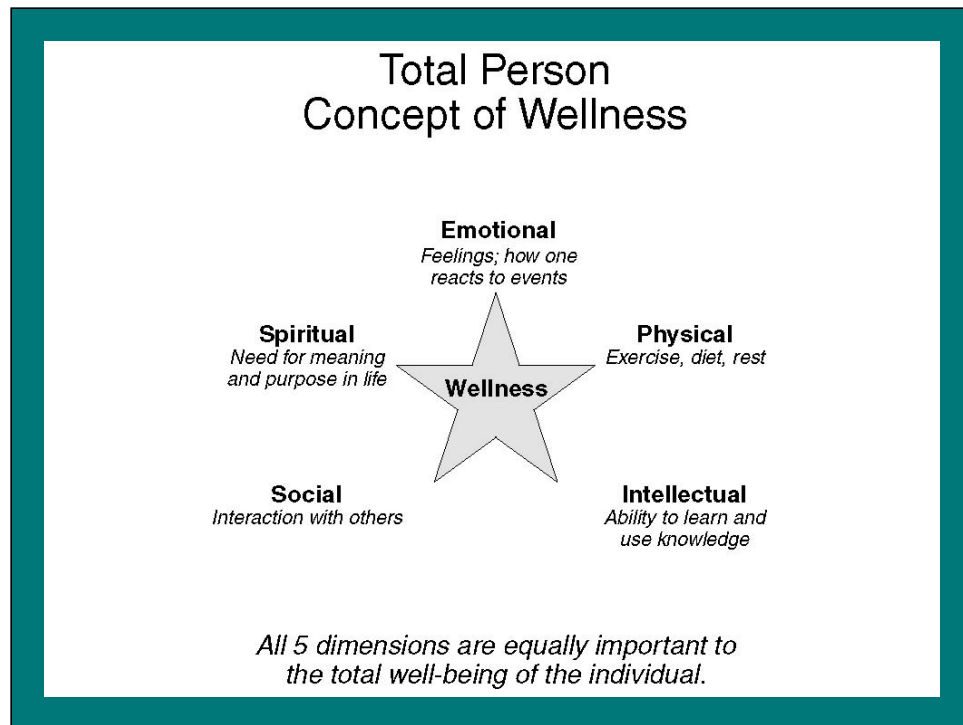 Total Person
Concept of Wellness
Emotional
Feelings; how one
reacts to events
Spiritual
Need for meaning
and purpose in life
Physical
Exercise, diet, rest
Wellness
Social
Interaction with others
Intellectual
Ability to learn and
use knowledge
All 5 dimensions are equally important to
the total well-being of the individual.